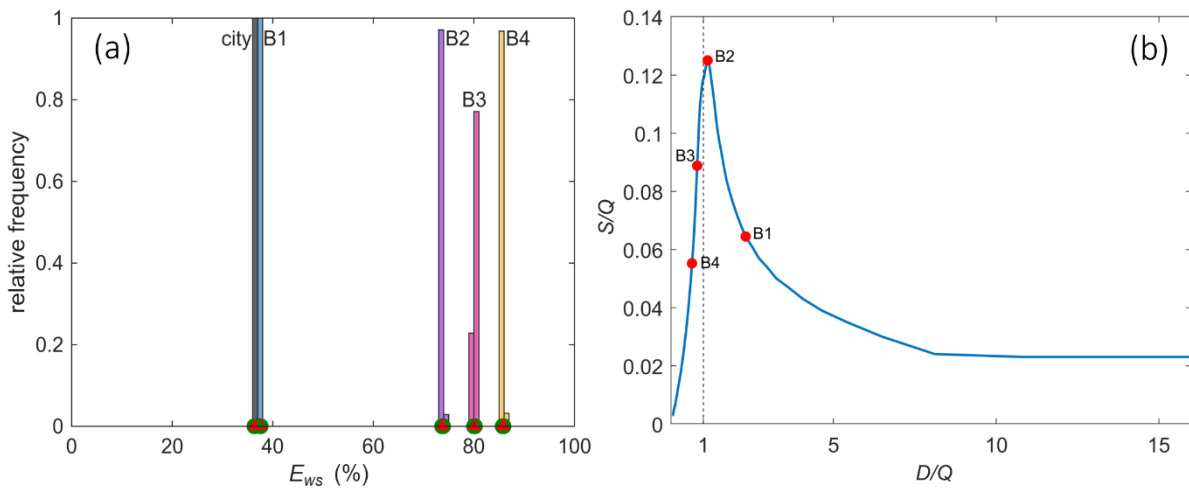 (a)
city
B1
B2
B4
B3
relative frequency
1
0.8
0.6
0.4
0.2
0
0 20 40 60 80 100
E_ws (%)
(b)
B2
B3
B1
B4
S/Q
0.14
0.12
0.1
0.08
0.06
0.04
0.02
0
1 5 10 15
D/Q